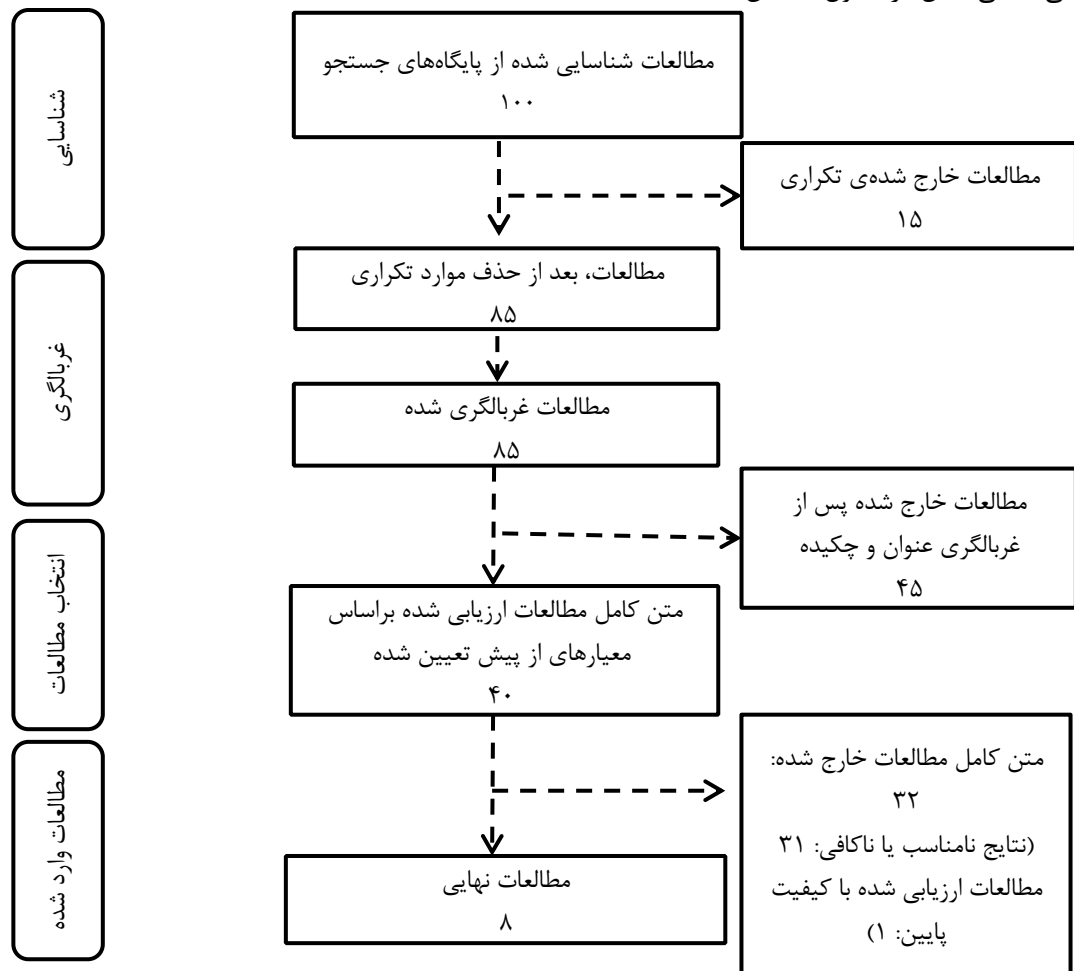 شناسایی
مطالعات شناسایی شده از پایگاه‌های جستجو
۱۰۰
مطالعات خارج شده‌ی تکراری
۱۵
غربالگری
مطالعات، بعد از حذف موارد تکراری
۸۵
مطالعات غربالگری شده
۸۵
مطالعات خارج شده پس از
غربالگری عنوان و چکیده
۴۵
انتخاب مطالعات
متن کامل مطالعات ارزیابی شده براساس
معیارهای از پیش تعیین شده
۴۰
مطالعات وارد شده
متن کامل مطالعات خارج شده:
۳۲
(نتایج نامناسب یا ناکافی: ۳۱
مطالعات ارزیابی شده با کیفیت
پایین: ۱)
مطالعات نهایی
۸